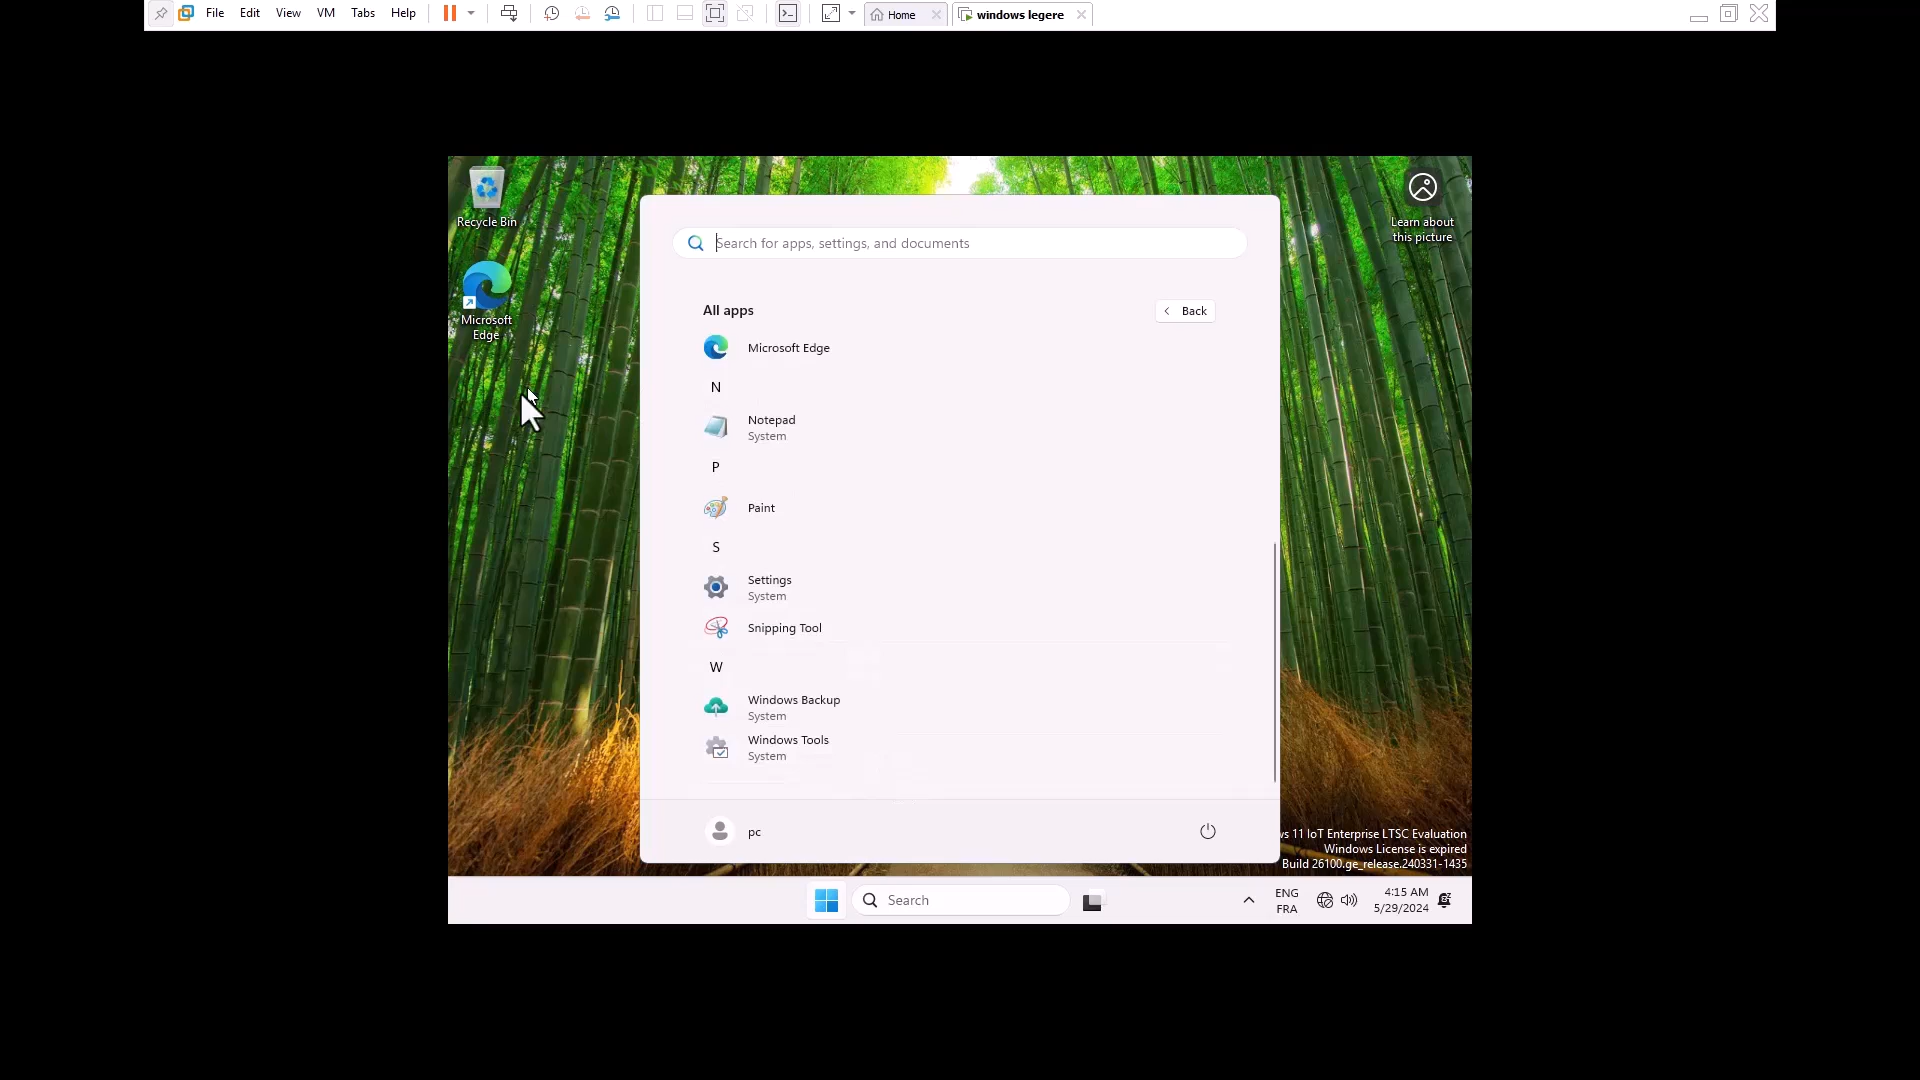 File Edit View VM Tabs Help
Home
windows legere
Recycle Bin
Learn about
this picture
Microsoft
Edge
Search for apps, settings, and documents
All apps
Back
Microsoft Edge
N
Notepad
System
P
Paint
S
Settings
System
Snipping Tool
W
Windows Backup
System
Windows Tools
System
pc
11 IoT Enterprise LTSC Evaluation
Windows License is expired
Build 26100.ge_release.240331-1435
Search
ENG
FRA
4:15 AM
5/29/2024